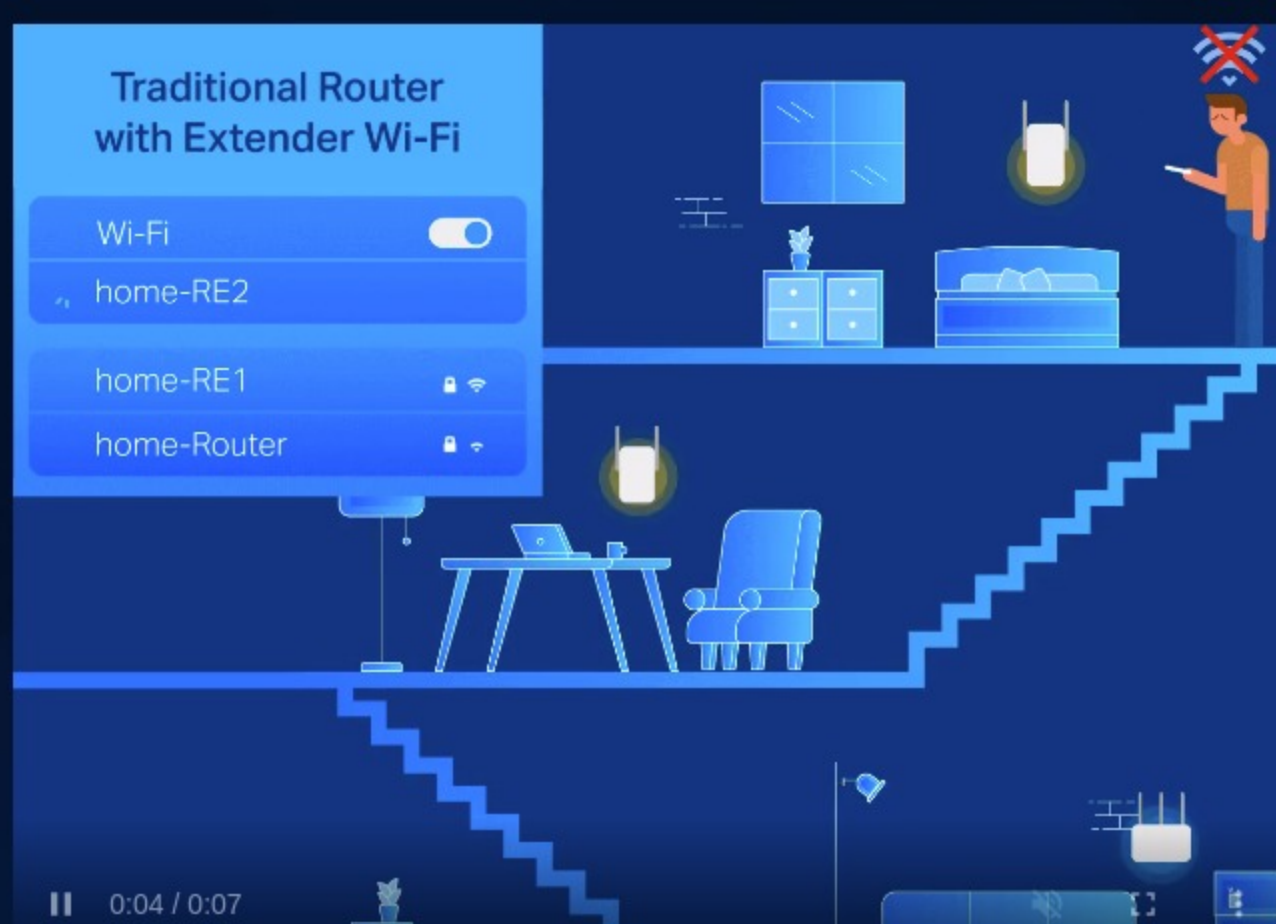 Traditional Router
with Extender Wi-Fi
Wi-Fi
home-RE2
home-RE1
home-Router
0:04 / 0:07